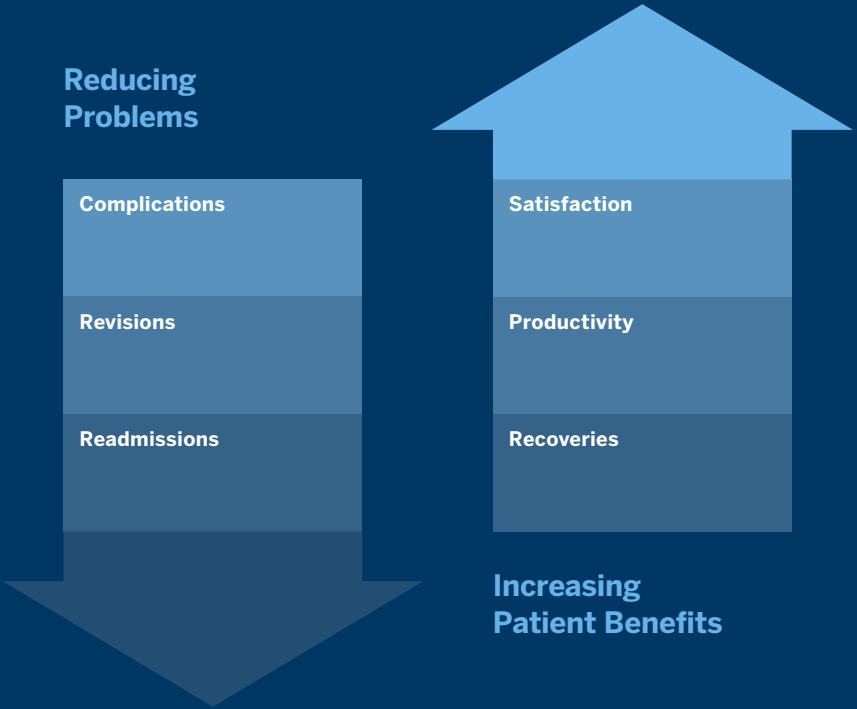 Reducing
Problems
Complications
Revisions
Readmissions
Satisfaction
Productivity
Recoveries
Increasing
Patient Benefits